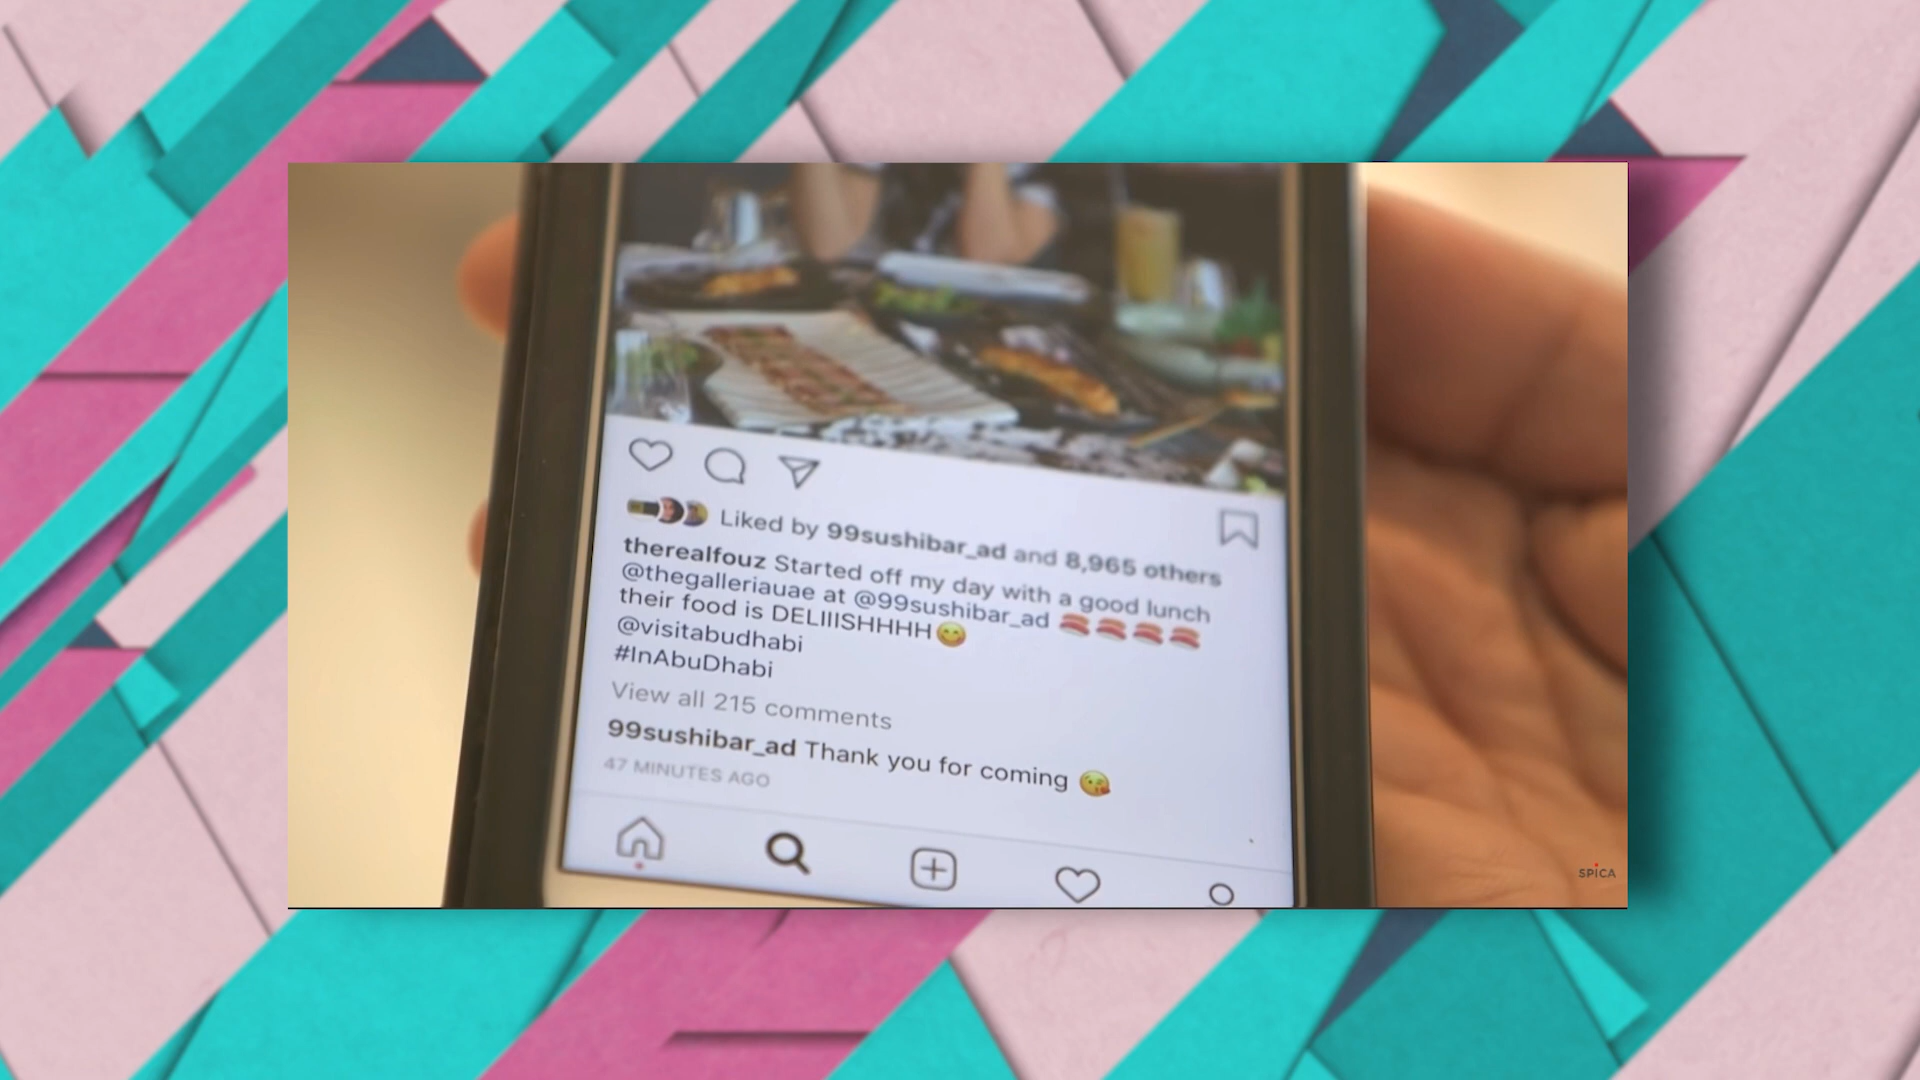 Liked by 99sushibar_ad and 8,965 others
therealfouz Started off my day with a good lunch
@thegalleriauae at @99sushibar_ad 🍣🍣🍣🍣
their food is DELIIISHHHH😋
@visitabudhabi
#InAbuDhabi
View all 215 comments
99sushibar_ad Thank you for coming 😘
47 MINUTES AGO
SPICA